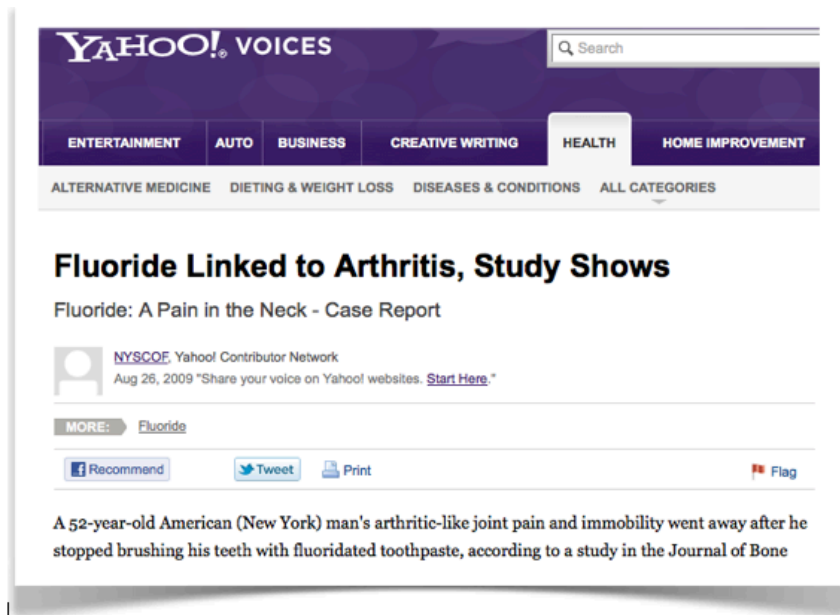 YAHOO!® VOICES
Search
ENTERTAINMENT AUTO BUSINESS CREATIVE WRITING HEALTH HOME IMPROVEMENT
ALTERNATIVE MEDICINE DIETING & WEIGHT LOSS DISEASES & CONDITIONS ALL CATEGORIES
Fluoride Linked to Arthritis, Study Shows
Fluoride: A Pain in the Neck - Case Report
NYSCOF, Yahoo! Contributor Network
Aug 26, 2009 "Share your voice on Yahoo! websites. Start Here."
MORE: Fluoride
Recommend Tweet Print Flag
A 52-year-old American (New York) man's arthritic-like joint pain and immobility went away after he
stopped brushing his teeth with fluoridated toothpaste, according to a study in the Journal of Bone